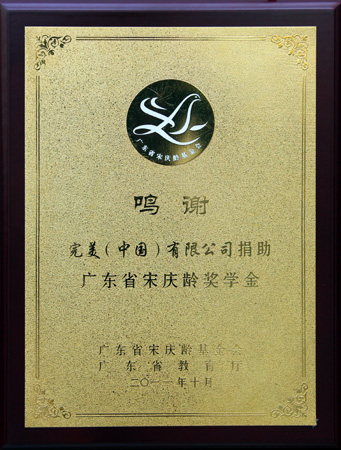 广东省宋庆龄基金会
鸣谢
完美(中国)有限公司捐助
广东省宋庆龄奖学金
广东省宋庆龄基金会
广东省教育厅
二〇一一年十月